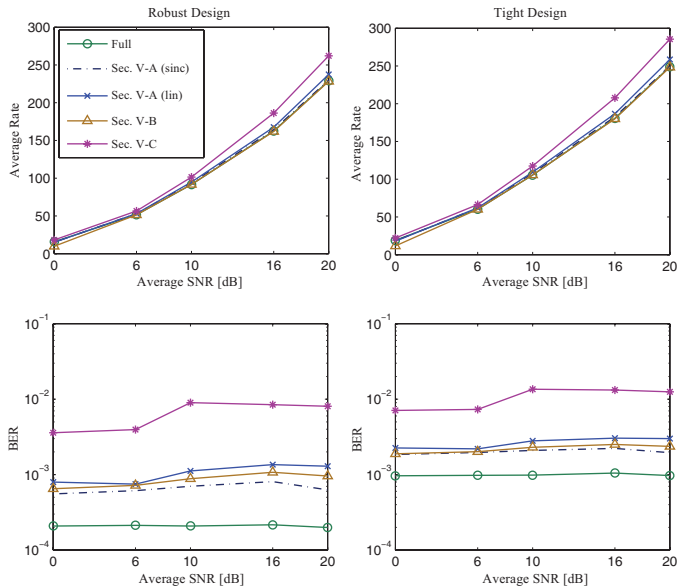 Robust Design
300
250
200
150
100
50
0
Average Rate
Full
Sec. V-A (sinc)
Sec. V-A (lin)
Sec. V-B
Sec. V-C
0 6 10 16 20
Average SNR [dB]
Tight Design
300
250
200
150
100
50
0
Average Rate
0 6 10 16 20
Average SNR [dB]
10^-1
10^-2
10^-3
10^-4
BER
0 6 10 16 20
Average SNR [dB]
10^-1
10^-2
10^-3
10^-4
BER
0 6 10 16 20
Average SNR [dB]